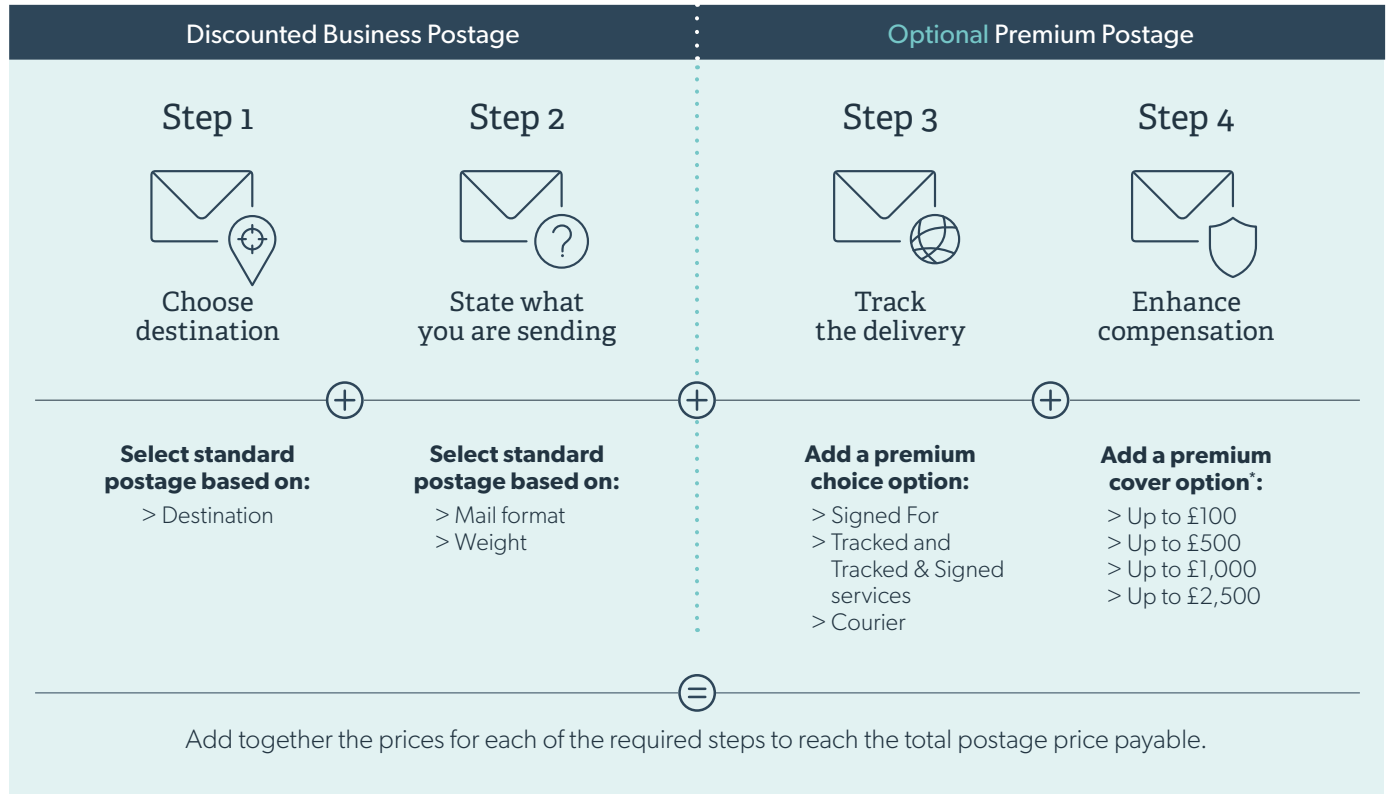 Discounted Business Postage
Optional Premium Postage
Step 1
Choose
destination
Select standard
postage based on:
> Destination
Step 2
State what
you are sending
Select standard
postage based on:
> Mail format
> Weight
Step 3
Track
the delivery
Add a premium
choice option:
> Signed For
> Tracked and
Tracked & Signed
services
> Courier
Step 4
Enhance
compensation
Add a premium
cover option*:
> Up to £100
> Up to £500
> Up to £1,000
> Up to £2,500
Add together the prices for each of the required steps to reach the total postage price payable.